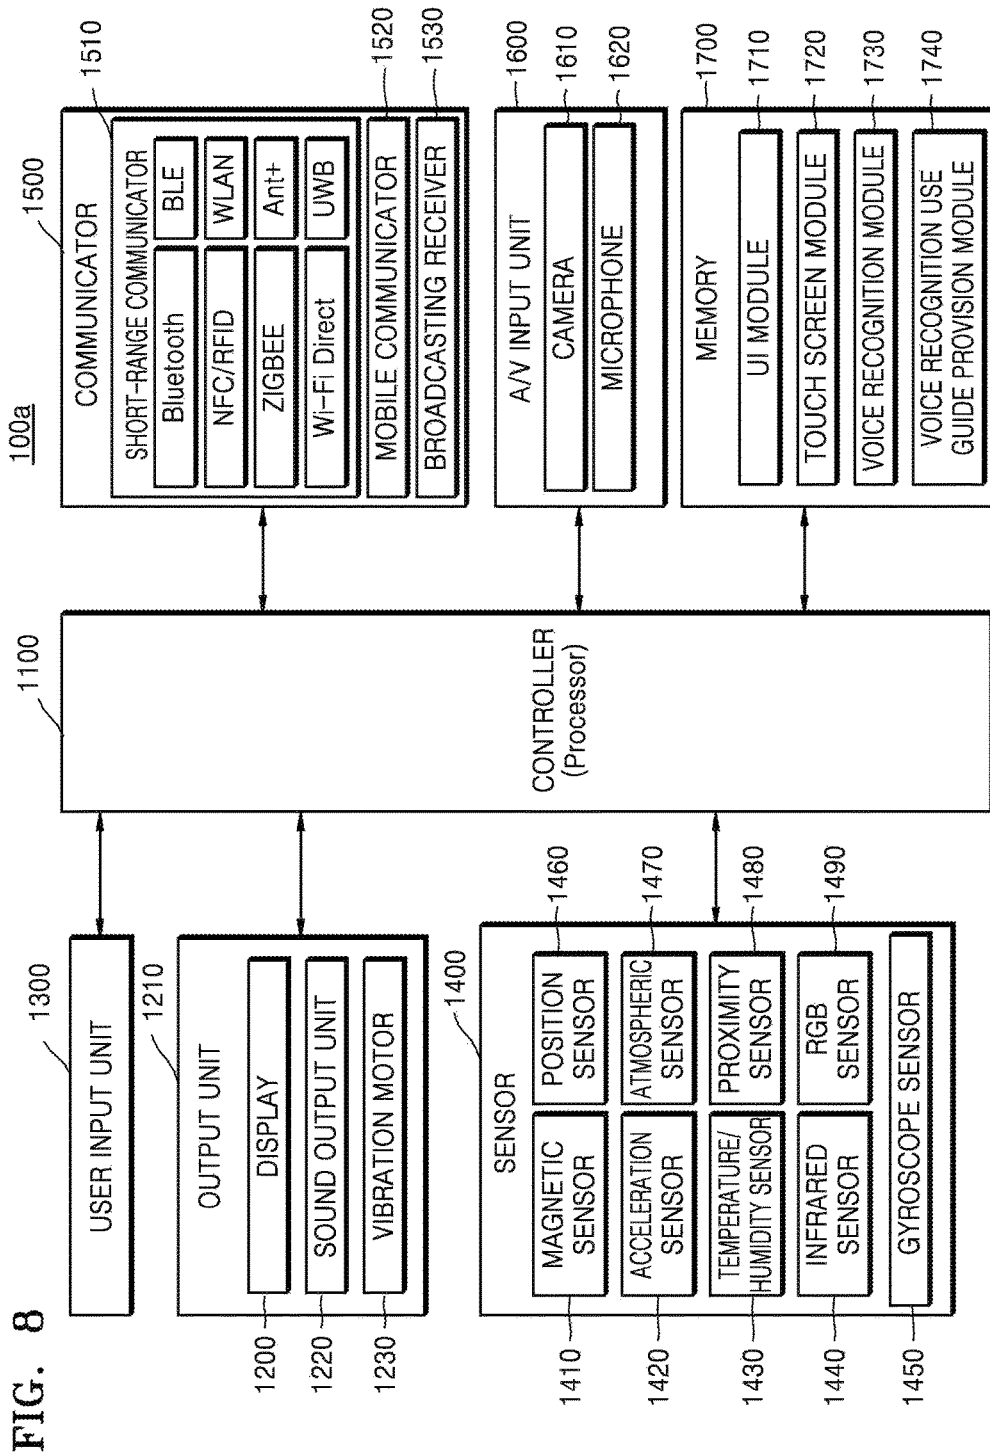 FIG. 8
100a
1300
USER INPUT UNIT
1210
OUTPUT UNIT
1200
DISPLAY
1220
SOUND OUTPUT UNIT
1230
VIBRATION MOTOR
1400
SENSOR
1410
MAGNETIC
SENSOR
POSITION
SENSOR
1460
1420
ACCELERATION
SENSOR
ATMOSPHERIC
SENSOR
1470
1430
TEMPERATURE/
HUMIDITY SENSOR
PROXIMITY
SENSOR
1480
1440
INFRARED
SENSOR
RGB
SENSOR
1490
1450
GYROSCOPE SENSOR
1100
CONTROLLER
(Processor)
1500
COMMUNICATOR
1510
SHORT-RANGE COMMUNICATOR
Bluetooth
BLE
NFC/RFID
WLAN
ZIGBEE
Ant+
Wi-Fi Direct
UWB
MOBILE COMMUNICATOR
1520
BROADCASTING RECEIVER
1530
1600
A/V INPUT UNIT
CAMERA
1610
MICROPHONE
1620
1700
MEMORY
UI MODULE
1710
TOUCH SCREEN MODULE
1720
VOICE RECOGNITION MODULE
1730
VOICE RECOGNITION USE
GUIDE PROVISION MODULE
1740